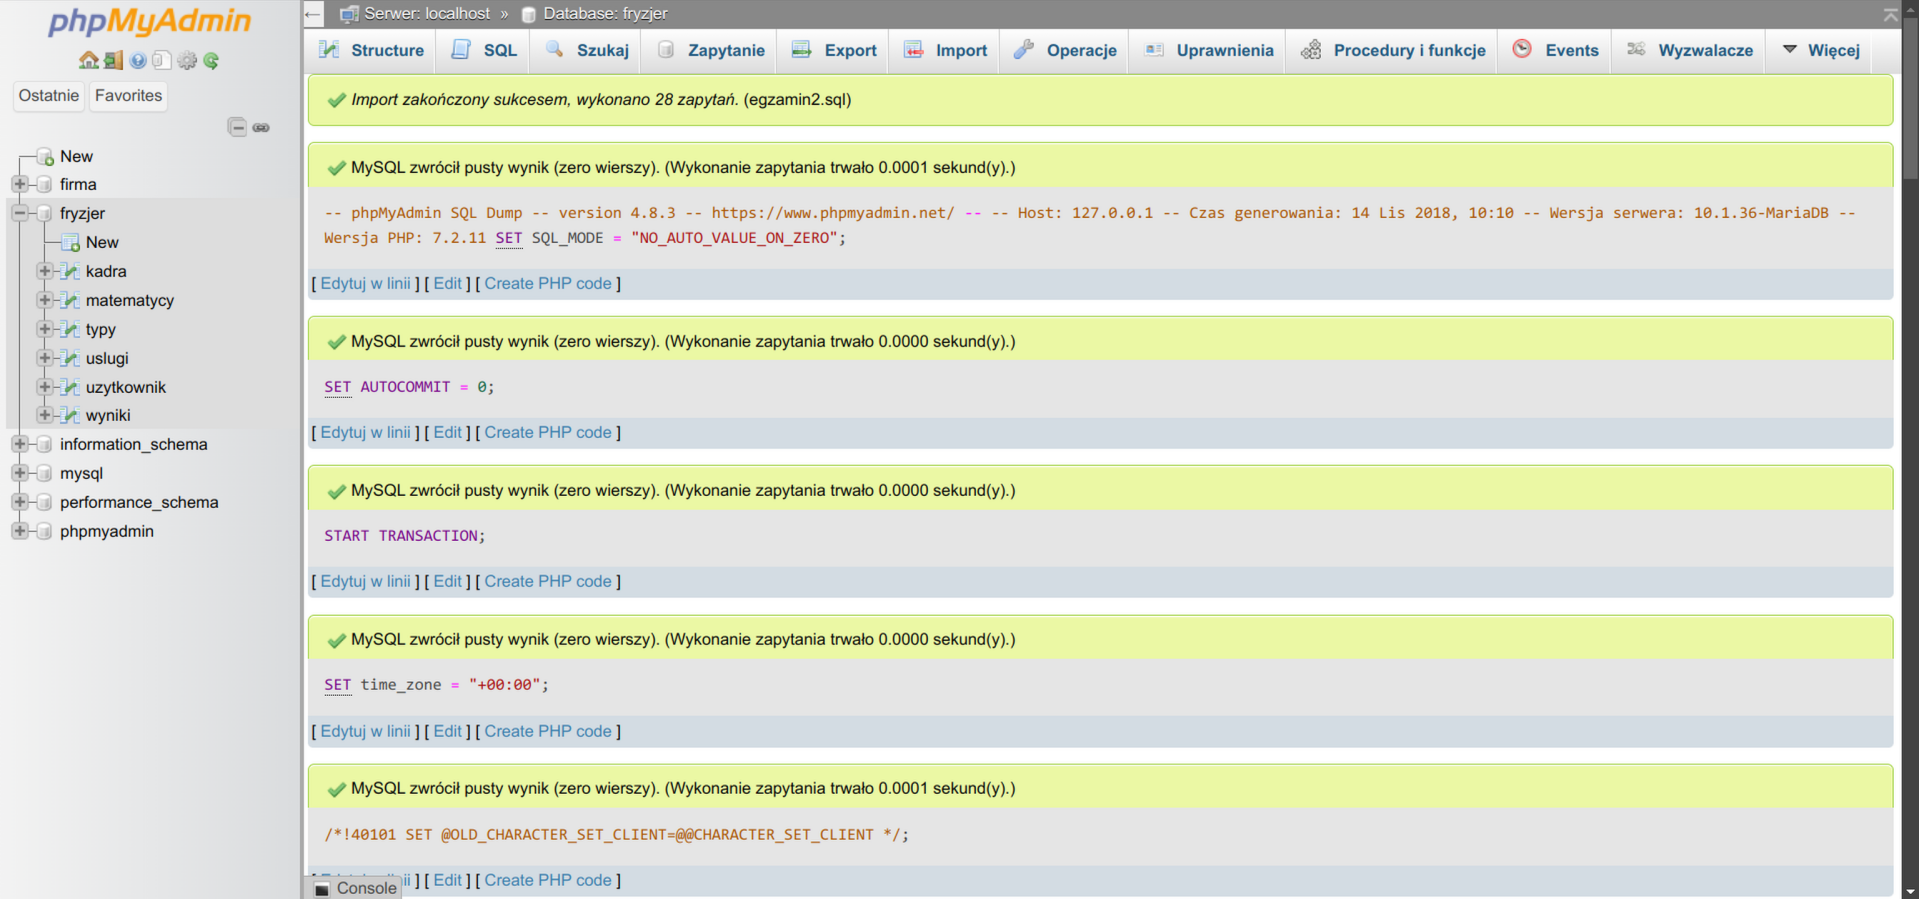 phpMyAdmin
Ostatnie Favorites
New
firma
fryzjer
New
kadra
matematycy
typy
uslugi
uzytkownik
wyniki
information_schema
mysql
performance_schema
phpmyadmin
← Serwer: localhost » Database: fryzjer
Structure SQL Szukaj Zapytanie Export Import Operacje Uprawnienia Procedury i funkcje Events Wyzwalacze Więcej
Import zakończony sukcesem, wykonano 28 zapytań. (egzamin2.sql)
MySQL zwrócił pusty wynik (zero wierszy). (Wykonanie zapytania trwało 0.0001 sekund(y).)
-- phpMyAdmin SQL Dump -- version 4.8.3 -- https://www.phpmyadmin.net/ -- -- Host: 127.0.0.1 -- Czas generowania: 14 Lis 2018, 10:10 -- Wersja serwera: 10.1.36-MariaDB --
Wersja PHP: 7.2.11 SET SQL_MODE = "NO_AUTO_VALUE_ON_ZERO";
[ Edytuj w linii ] [ Edit ] [ Create PHP code ]
MySQL zwrócił pusty wynik (zero wierszy). (Wykonanie zapytania trwało 0.0000 sekund(y).)
SET AUTOCOMMIT = 0;
[ Edytuj w linii ] [ Edit ] [ Create PHP code ]
MySQL zwrócił pusty wynik (zero wierszy). (Wykonanie zapytania trwało 0.0000 sekund(y).)
START TRANSACTION;
[ Edytuj w linii ] [ Edit ] [ Create PHP code ]
MySQL zwrócił pusty wynik (zero wierszy). (Wykonanie zapytania trwało 0.0000 sekund(y).)
SET time_zone = "+00:00";
[ Edytuj w linii ] [ Edit ] [ Create PHP code ]
MySQL zwrócił pusty wynik (zero wierszy). (Wykonanie zapytania trwało 0.0001 sekund(y).)
/*!40101 SET @OLD_CHARACTER_SET_CLIENT=@@CHARACTER_SET_CLIENT */;
] [ Edit ] [ Create PHP code ]
Console